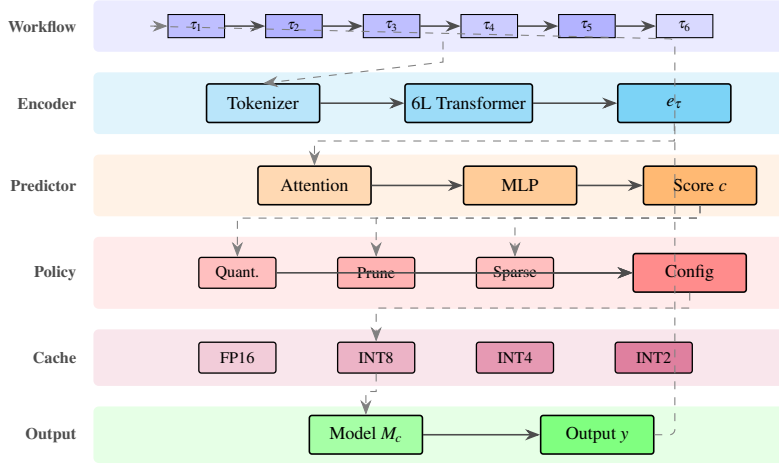 Workflow τ1 τ2 τ3 τ4 τ5 τ6
Encoder Tokenizer 6L Transformer eτ
Predictor Attention MLP Score c
Policy Quant. Prune Sparse Config
Cache FP16 INT8 INT4 INT2
Output Model Mc Output y